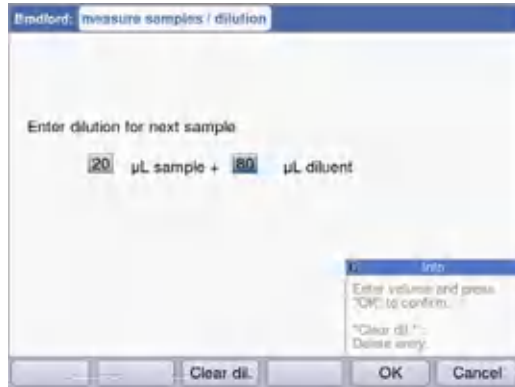 Bradford: measure samples / dilution
Enter dilution for next sample
20 µL sample + 80 µL diluent
Info
Enter volume and press
"OK" to confirm.
"Clear dil.":
Delete entry.
Clear dil. OK Cancel